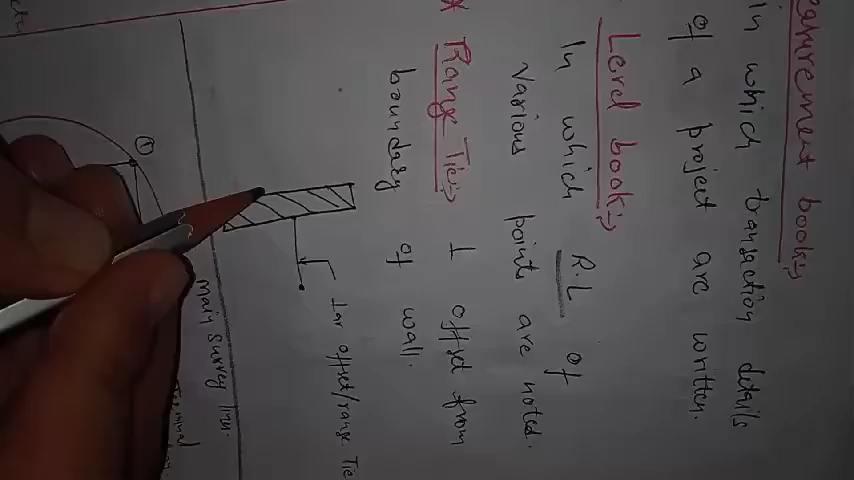 book:->
In which transaction details
of a project are written.
Level book:->
In which R.L of
various points are noted.
* Range Tie:-> ⊥ offset from
boundary of wall.
⊥ar offset/range Tie
Main Survey line.
①